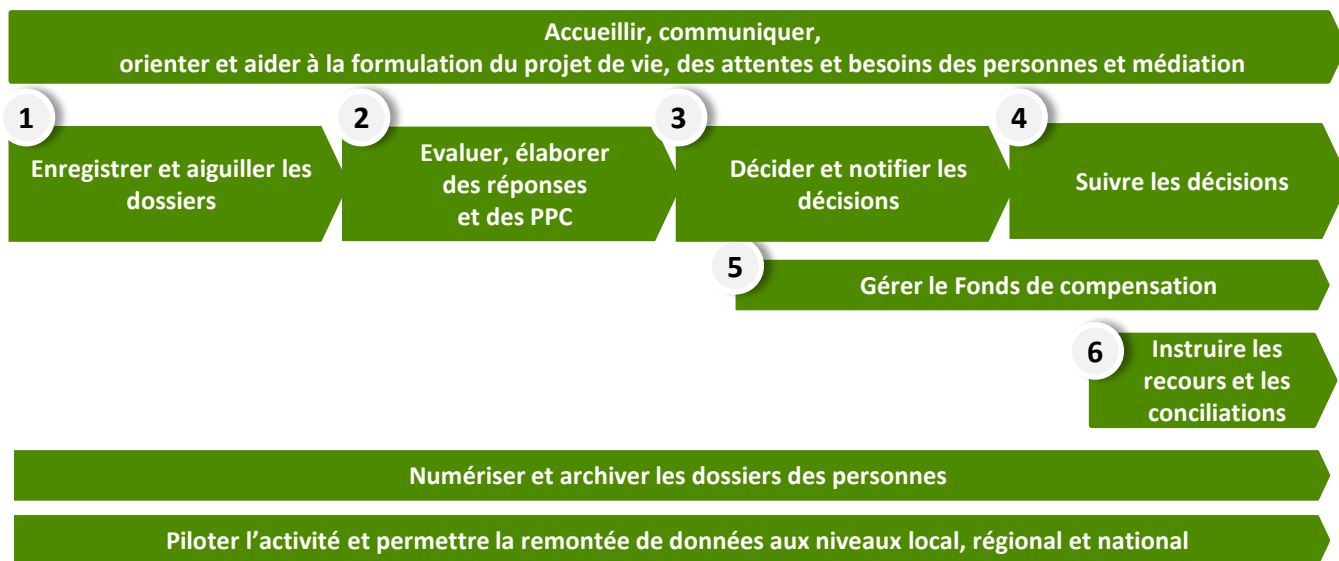 Accueillir, communiquer,
orienter et aider à la formulation du projet de vie, des attentes et besoins des personnes et médiation
1
Enregistrer et aiguiller les
dossiers
2
Evaluer, élaborer
des réponses
et des PPC
3
Décider et notifier les
décisions
4
Suivre les décisions
5
Gérer le Fonds de compensation
6
Instruire les
recours et les
conciliations
Numériser et archiver les dossiers des personnes
Piloter l’activité et permettre la remontée de données aux niveaux local, régional et national